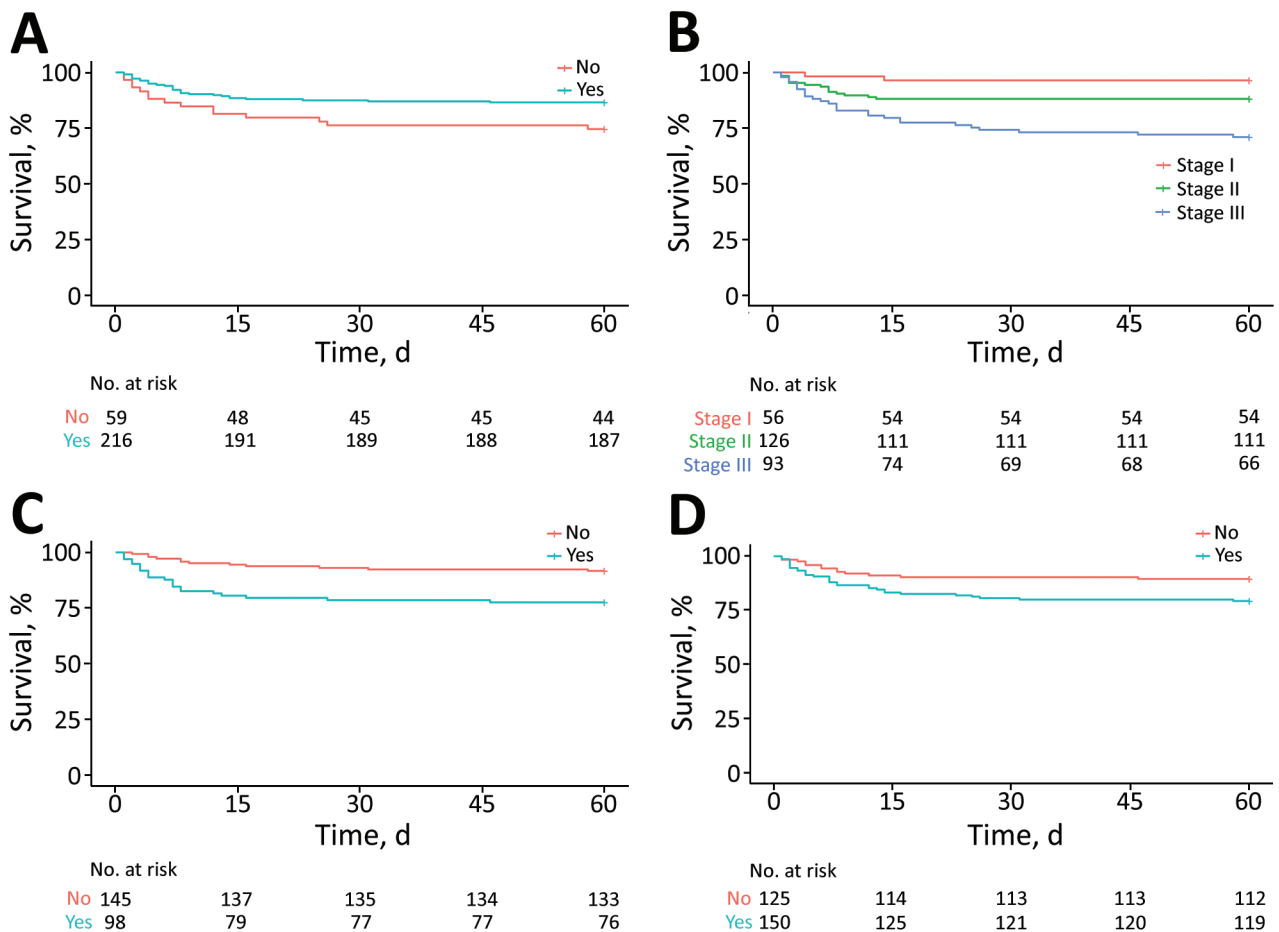 A
Survival, %
100
75
50
25
0
No
Yes
0 15 30 45 60
Time, d
No. at risk
No 59 48 45 45 44
Yes 216 191 189 188 187
B
Survival, %
100
75
50
25
0
Stage I
Stage II
Stage III
0 15 30 45 60
Time, d
No. at risk
Stage I 56 54 54 54 54
Stage II 126 111 111 111 111
Stage III 93 74 69 68 66
C
Survival, %
100
75
50
25
0
No
Yes
0 15 30 45 60
Time, d
No. at risk
No 145 137 135 134 133
Yes 98 79 77 77 76
D
Survival, %
100
75
50
25
0
No
Yes
0 15 30 45 60
Time, d
No. at risk
No 125 114 113 113 112
Yes 150 125 121 120 119